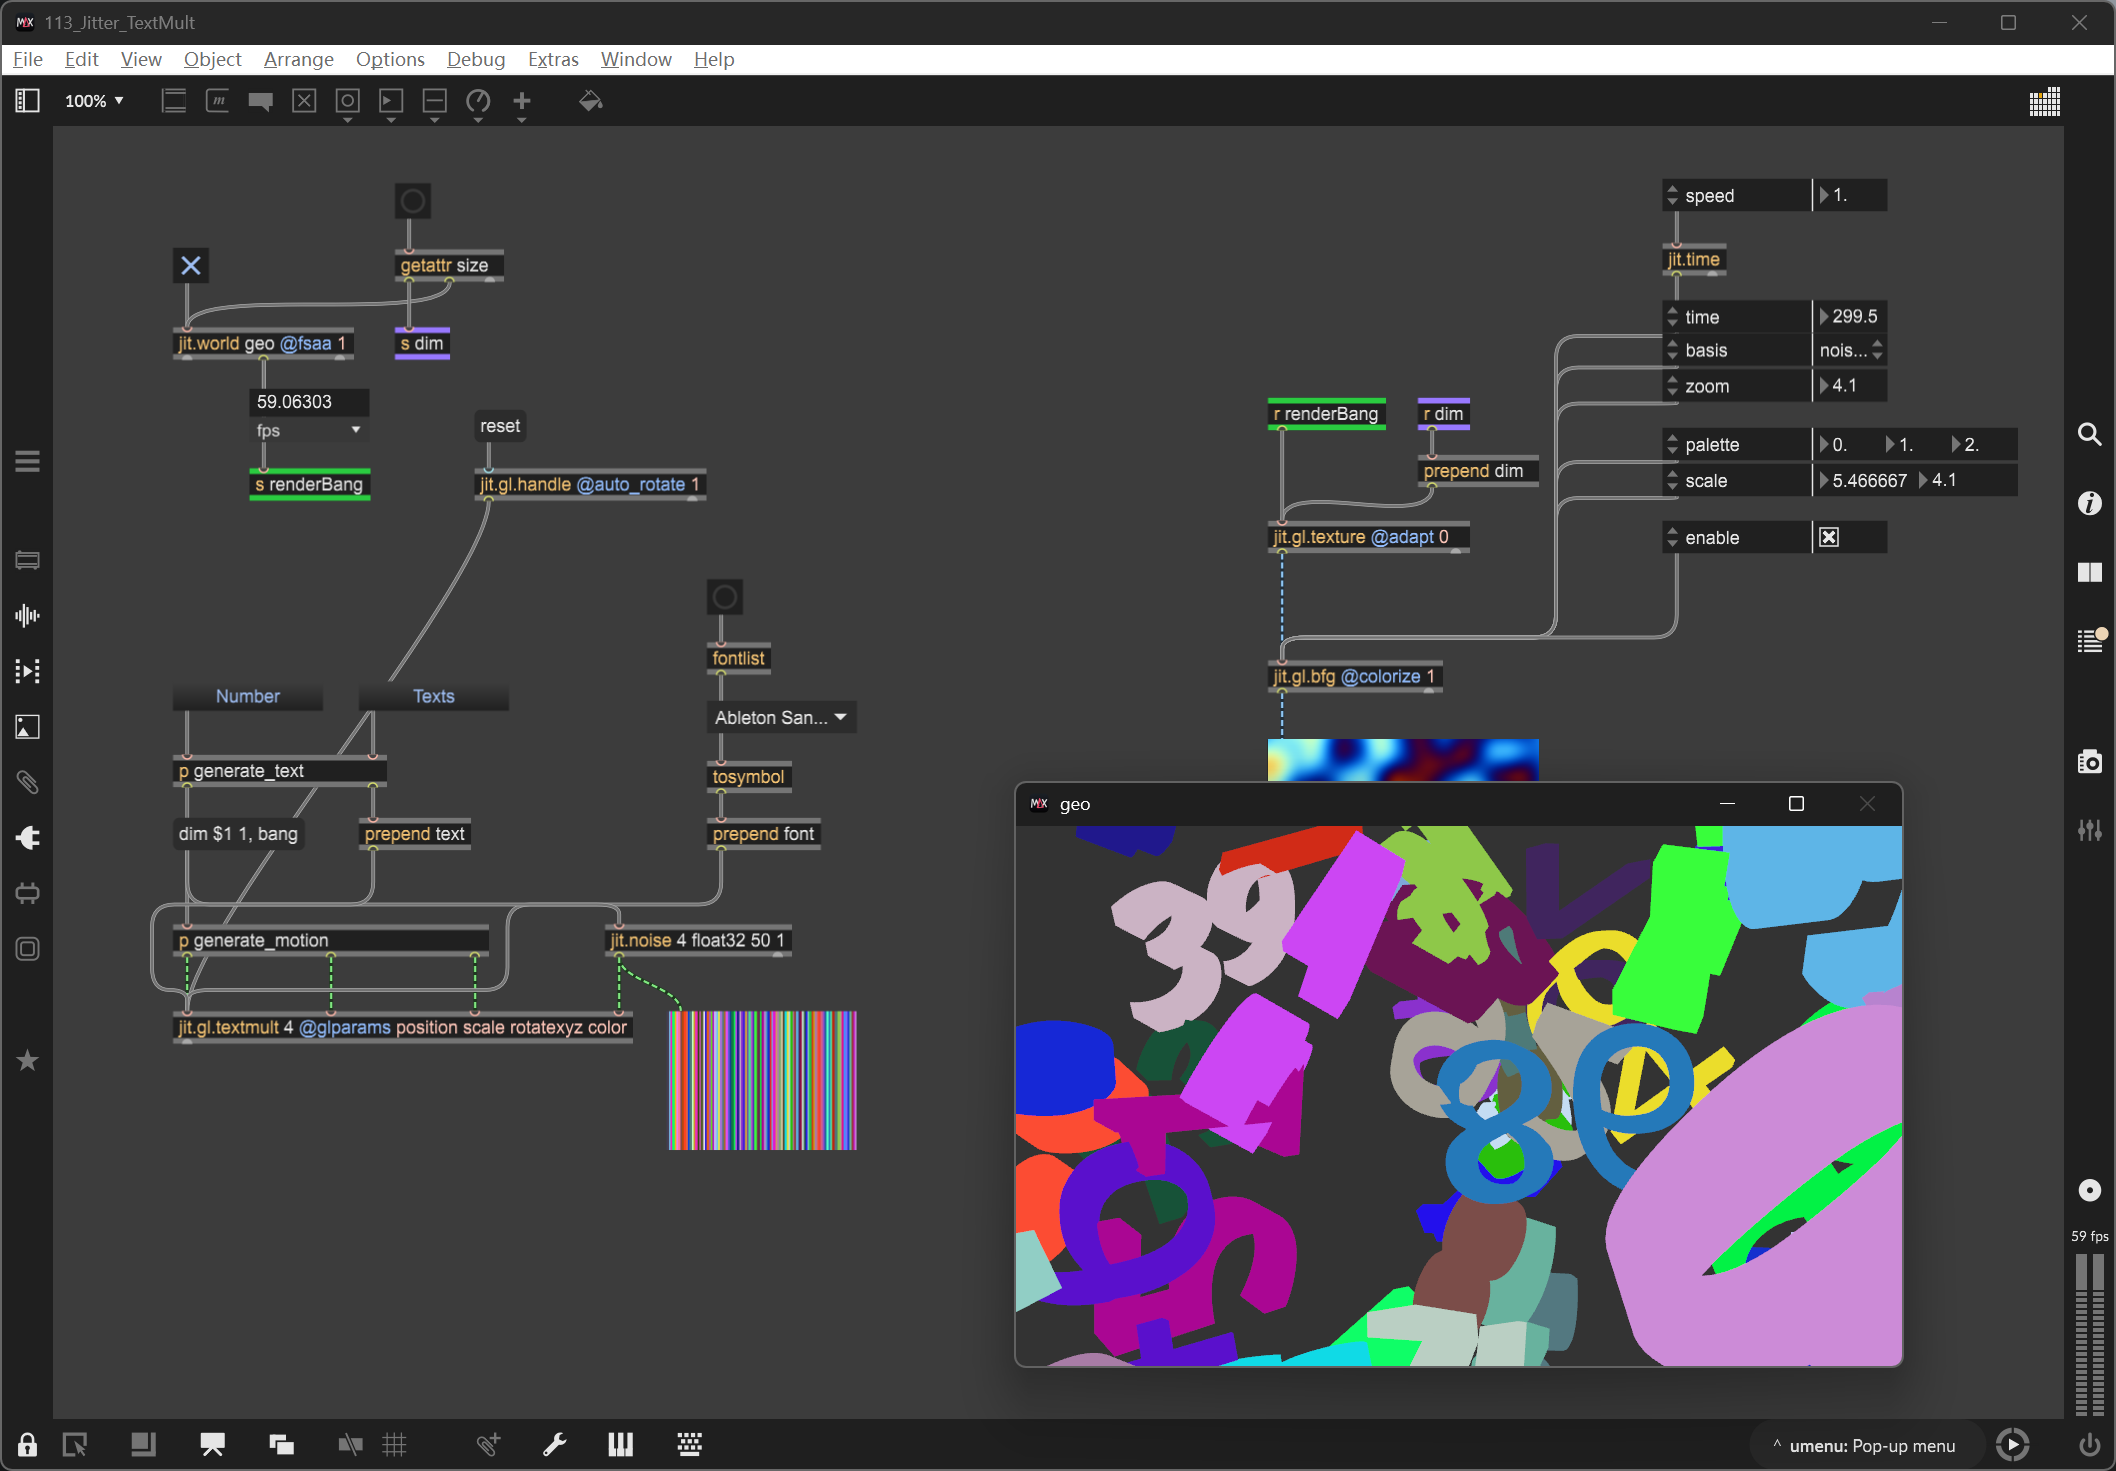 113_Jitter_TextMult
File Edit View Object Arrange Options Debug Extras Window Help
100%
speed 1.
getattr size
jit.time
jit.world geo @fsaa 1
s dim
time 299.5
basis nois...
zoom 4.1
59.06303
fps
reset
r renderBang
r dim
palette 0. 1. 2.
prepend dim
scale 5.466667 4.1
s renderBang
jit.gl.handle @auto_rotate 1
jit.gl.texture @adapt 0
enable
fontlist
jit.gl.bfg @colorize 1
Number
Texts
Ableton San...
p generate_text
tosymbol
dim $1 1, bang
prepend text
prepend font
geo
p generate_motion
jit.noise 4 float32 50 1
jit.gl.textmult 4 @glparams position scale rotatexyz color
39
8
59 fps
^ umenu: Pop-up menu